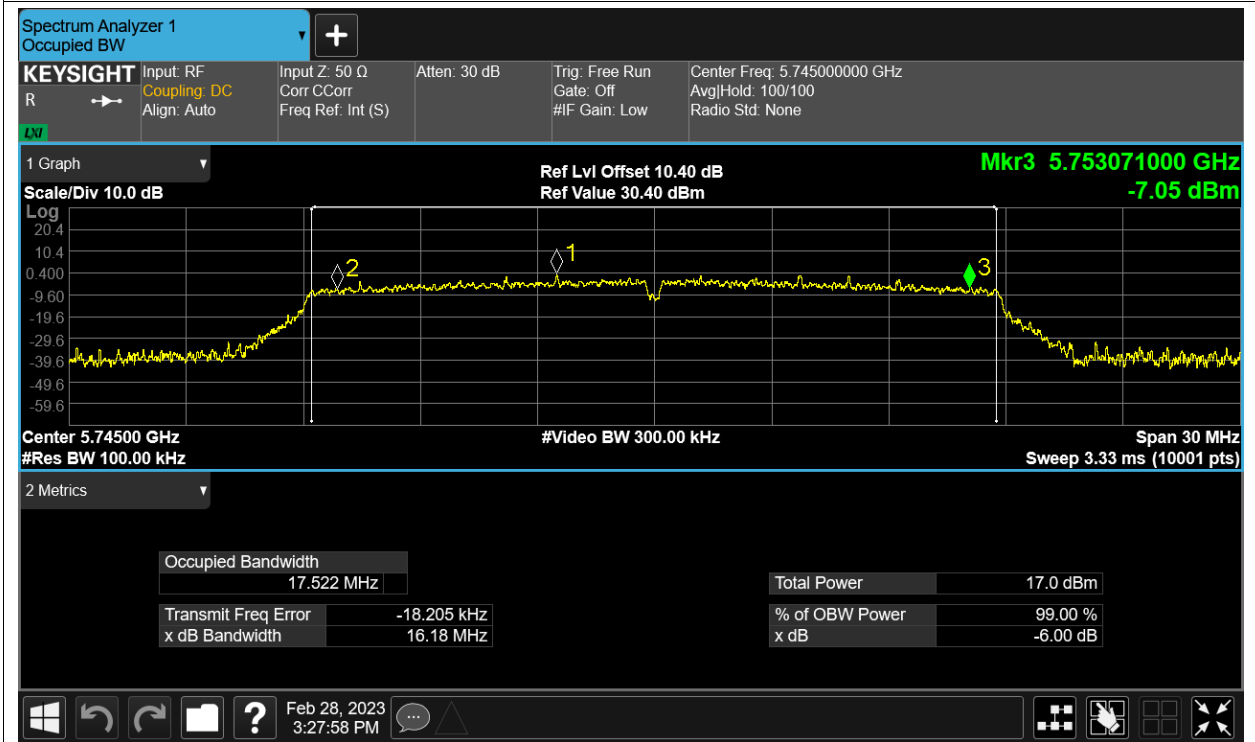 Spectrum Analyzer 1
Occupied BW
KEYSIGHT
R
LXI
Input: RF
Coupling: DC
Align: Auto
Input Z: 50 Ω
Corr CCorr
Freq Ref: Int (S)
Atten: 30 dB
Trig: Free Run
Gate: Off
#IF Gain: Low
Center Freq: 5.745000000 GHz
Avg|Hold: 100/100
Radio Std: None
1 Graph
Scale/Div 10.0 dB
Ref Lvl Offset 10.40 dB
Ref Value 30.40 dBm
Mkr3 5.753071000 GHz
-7.05 dBm
Log
20.4
10.4
0.400
-9.60
-19.6
-29.6
-39.6
-49.6
-59.6
2
1
3
Center 5.74500 GHz
#Video BW 300.00 kHz
Span 30 MHz
#Res BW 100.00 kHz
Sweep 3.33 ms (10001 pts)
2 Metrics
Occupied Bandwidth
17.522 MHz
Total Power 17.0 dBm
Transmit Freq Error -18.205 kHz
% of OBW Power 99.00 %
x dB Bandwidth 16.18 MHz
x dB -6.00 dB
?
Feb 28, 2023
3:27:58 PM